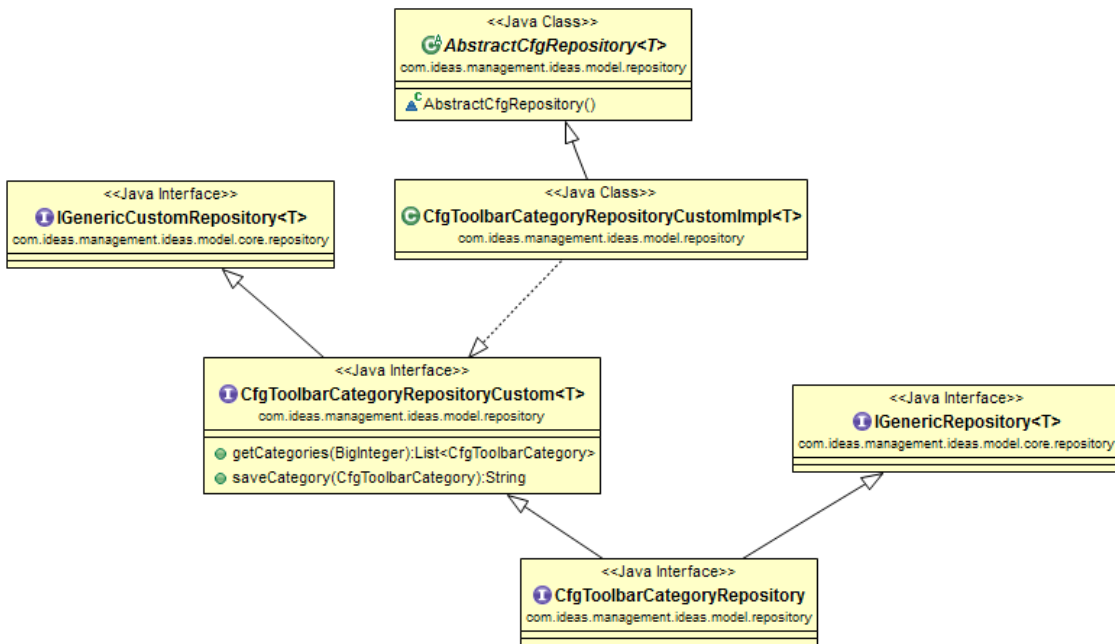 <<Java Class>>
AbstractCfgRepository<T>
com.ideas.management.ideas.model.repository
AbstractCfgRepository()
<<Java Interface>>
IGenericCustomRepository<T>
com.ideas.management.ideas.model.core.repository
<<Java Class>>
CfgToolbarCategoryRepositoryCustomImpl<T>
com.ideas.management.ideas.model.repository
<<Java Interface>>
CfgToolbarCategoryRepositoryCustom<T>
com.ideas.management.ideas.model.repository
getCategories(BigInteger):List<CfgToolbarCategory>
saveCategory(CfgToolbarCategory):String
<<Java Interface>>
IGenericRepository<T>
com.ideas.management.ideas.model.core.repository
<<Java Interface>>
CfgToolbarCategoryRepository
com.ideas.management.ideas.model.repository